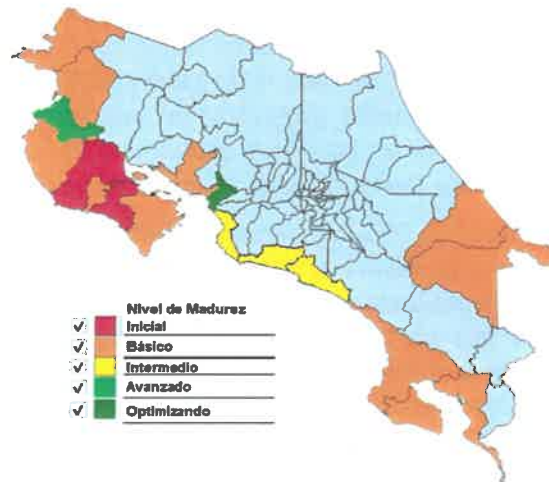 Nivel de Madurez
Inicial
Básico
Intermedio
Avanzado
Optimizando